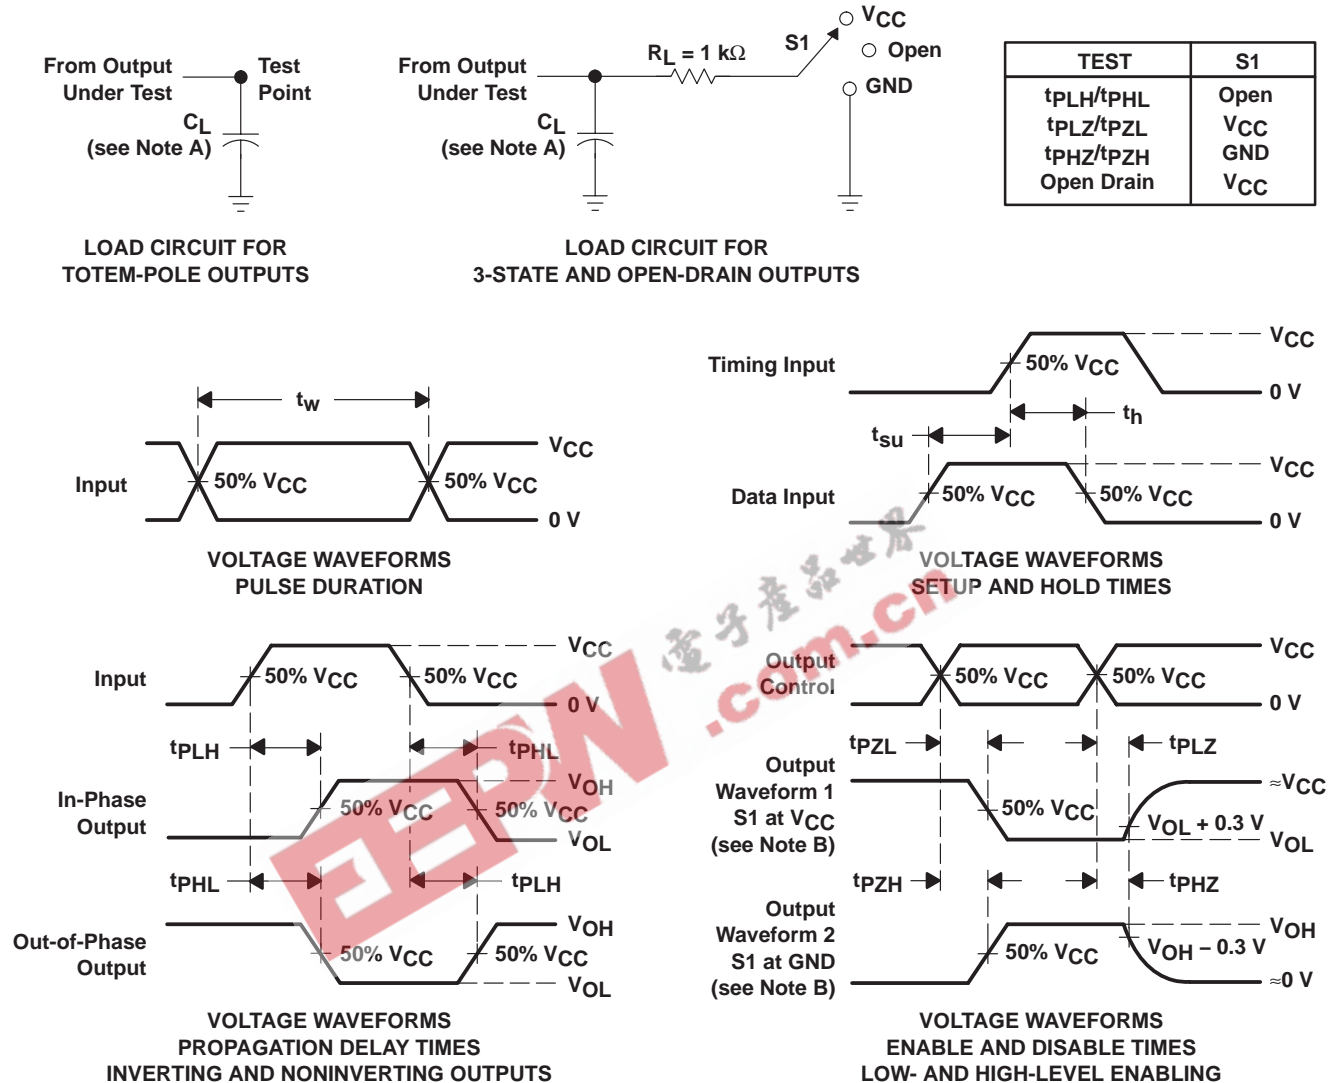 From Output
Under Test
Test
Point
CL
(see Note A)
LOAD CIRCUIT FOR
TOTEM-POLE OUTPUTS
From Output
Under Test
RL = 1 kΩ
S1
VCC
Open
GND
CL
(see Note A)
LOAD CIRCUIT FOR
3-STATE AND OPEN-DRAIN OUTPUTS
TEST S1
tPLH/tPHL Open
tPLZ/tPZL VCC
tPHZ/tPZH GND
Open Drain VCC
tw
Input
50% VCC
50% VCC
VCC
0 V
VOLTAGE WAVEFORMS
PULSE DURATION
Timing Input
50% VCC
VCC
0 V
th
tsu
Data Input
50% VCC
50% VCC
VCC
0 V
VOLTAGE WAVEFORMS
SETUP AND HOLD TIMES
Input
50% VCC
50% VCC
VCC
0 V
tPLH
tPHL
In-Phase
Output
50% VCC
50% VCC
VOH
VOL
tPHL
tPLH
Out-of-Phase
Output
50% VCC
50% VCC
VOH
VOL
VOLTAGE WAVEFORMS
PROPAGATION DELAY TIMES
INVERTING AND NONINVERTING OUTPUTS
Output
Control
50% VCC
50% VCC
VCC
0 V
tPZL
tPLZ
Output
Waveform 1
S1 at VCC
(see Note B)
50% VCC
VOL + 0.3 V
≈VCC
VOL
tPZH
tPHZ
Output
Waveform 2
S1 at GND
(see Note B)
50% VCC
VOH − 0.3 V
VOH
≈0 V
VOLTAGE WAVEFORMS
ENABLE AND DISABLE TIMES
LOW- AND HIGH-LEVEL ENABLING
EEPW
.com.cn
電子產品世界